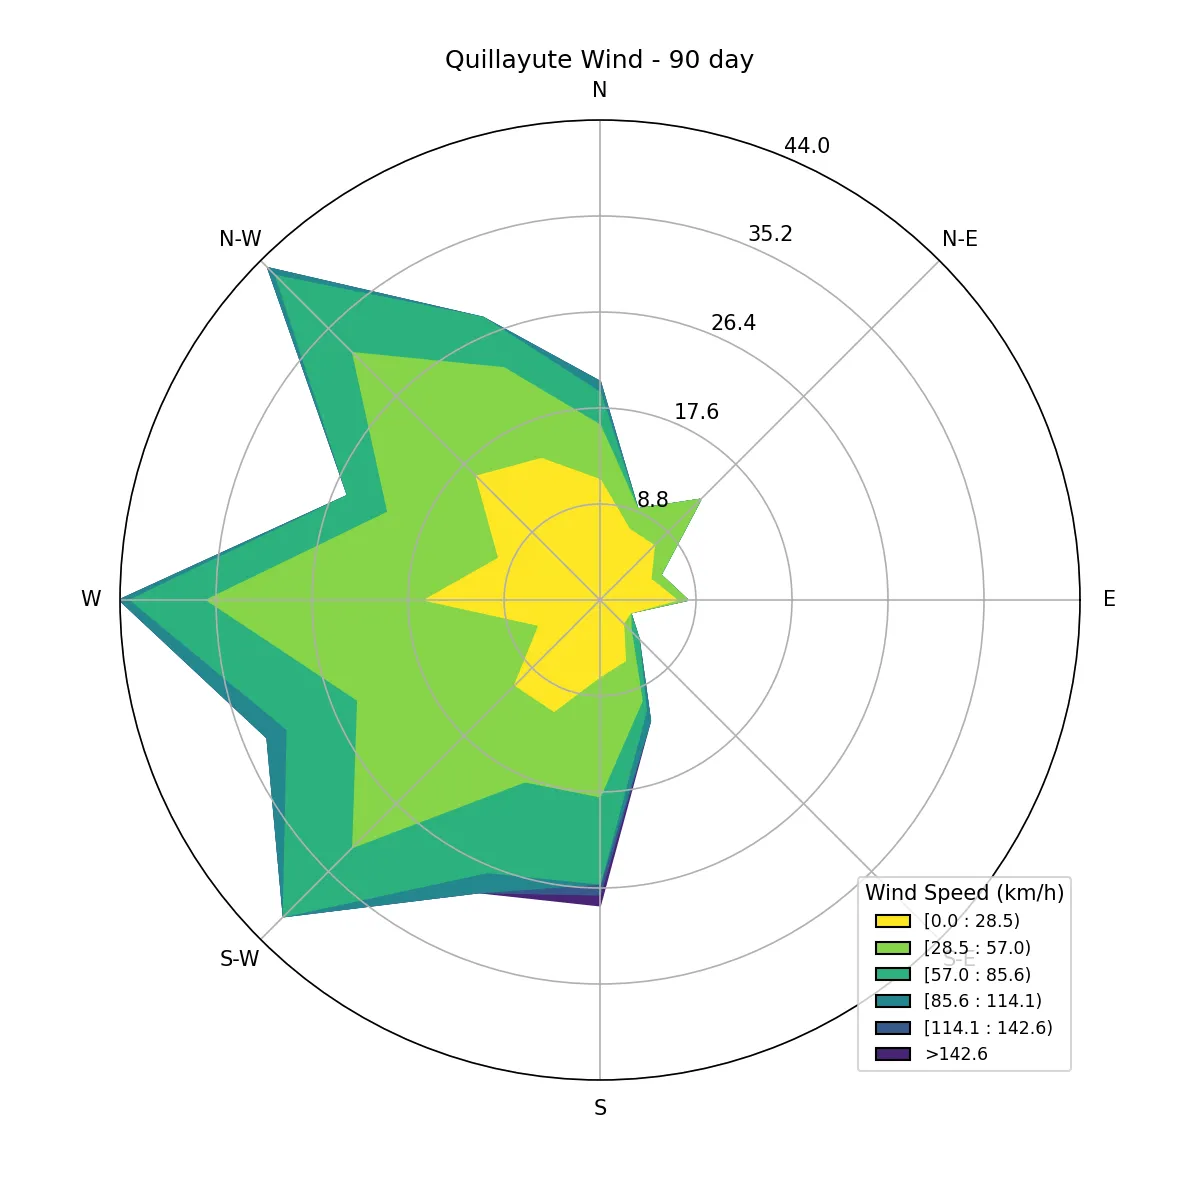 Quillayute Wind - 90 day
N
44.0
35.2
N-W
N-E
26.4
17.6
8.8
W
E
Wind Speed (km/h)
[0.0 : 28.5)
[28.5 : 57.0)
S-W
S-E
[57.0 : 85.6)
[85.6 : 114.1)
[114.1 : 142.6)
>142.6
S